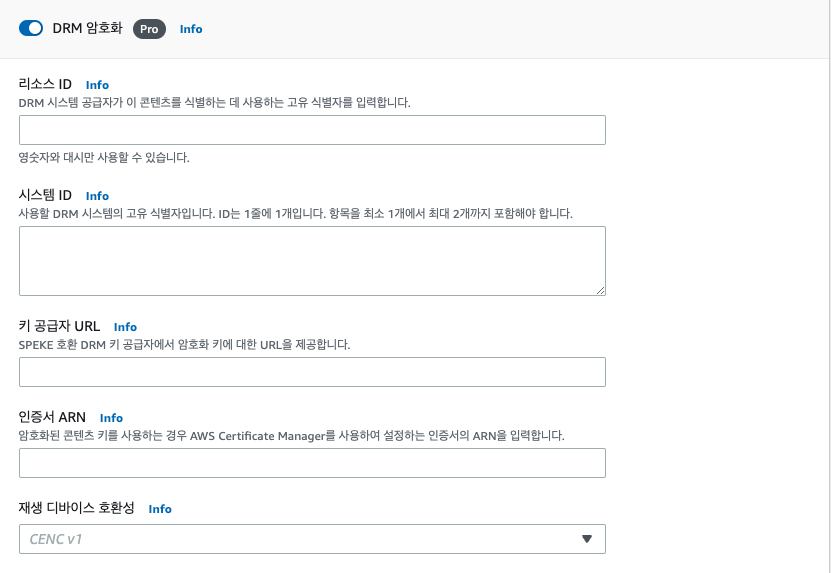 DRM 암호화 Pro Info
리소스 ID Info
DRM 시스템 공급자가 이 콘텐츠를 식별하는 데 사용하는 고유 식별자를 입력합니다.
영숫자와 대시만 사용할 수 있습니다.
시스템 ID Info
사용할 DRM 시스템의 고유 식별자입니다. ID는 1줄에 1개입니다. 항목을 최소 1개에서 최대 2개까지 포함해야 합니다.
키 공급자 URL Info
SPEKE 호환 DRM 키 공급자에서 암호화 키에 대한 URL을 제공합니다.
인증서 ARN Info
암호화된 콘텐츠 키를 사용하는 경우 AWS Certificate Manager를 사용하여 설정하는 인증서의 ARN을 입력합니다.
재생 디바이스 호환성 Info
CENC v1